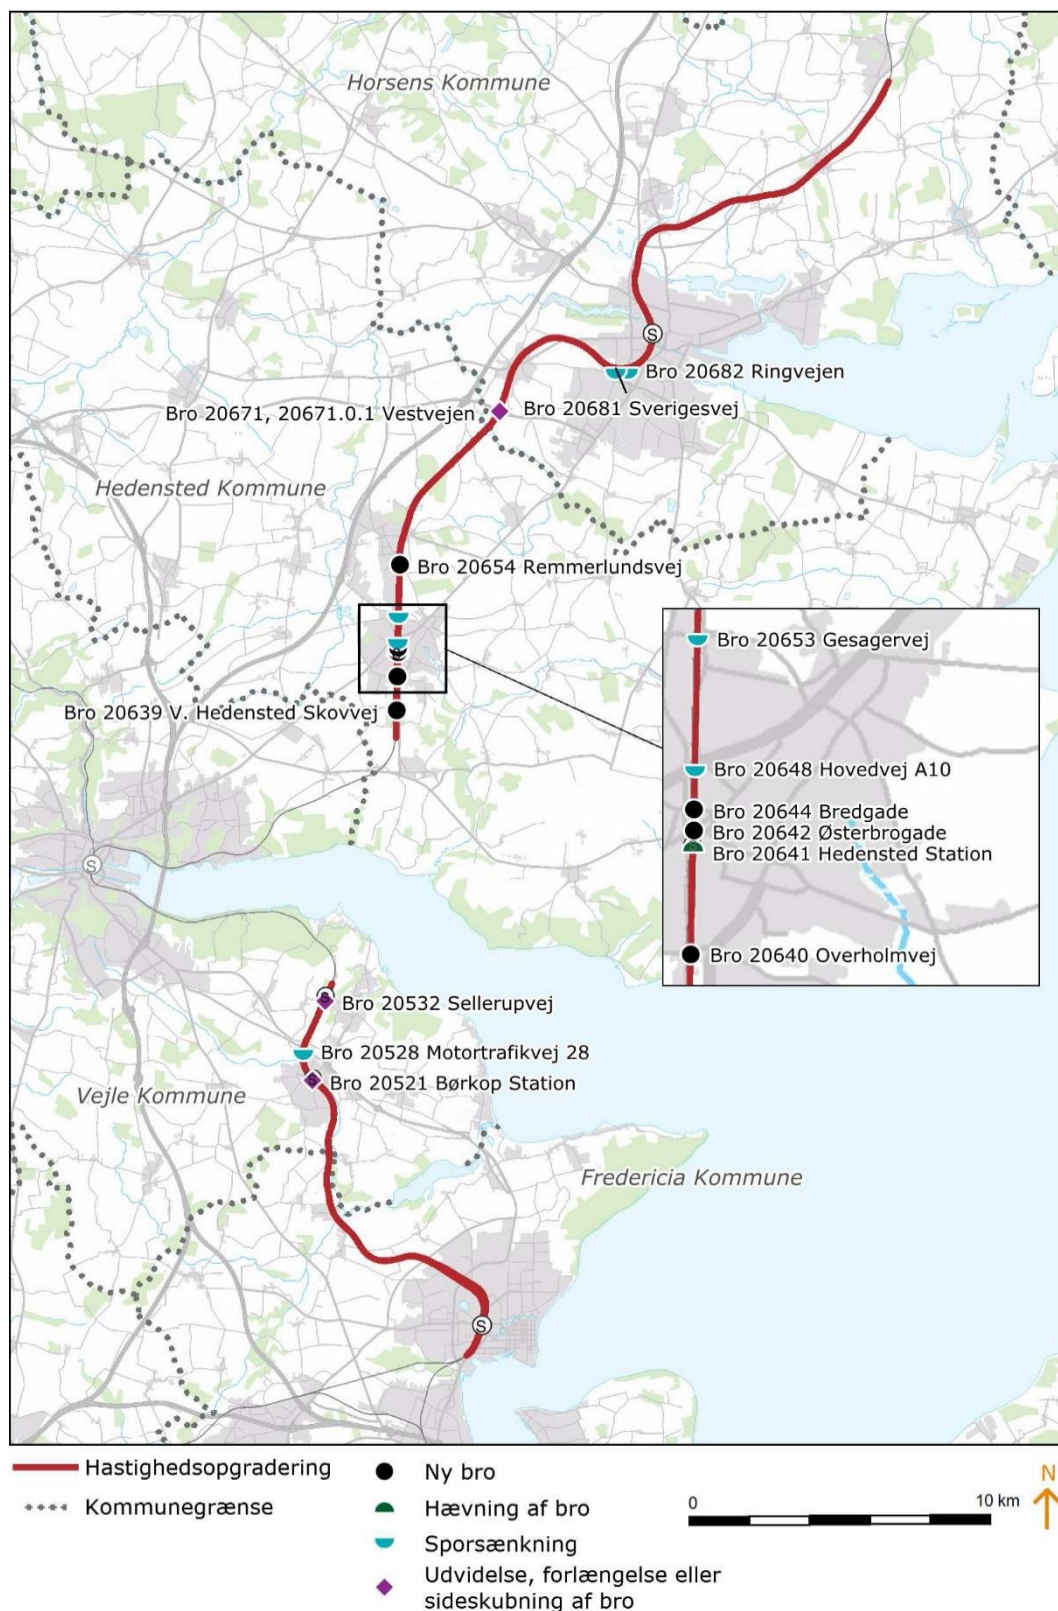 Horsens Kommune
S
Bro 20682 Ringvejen
Bro 20671, 20671.0.1 Vestvejen
Bro 20681 Sverigesvej
Hedensted Kommune
Bro 20654 Remmerlundsvej
Bro 20653 Gesagervej
Bro 20639 V. Hedensted Skovvej
Bro 20648 Hovedvej A10
Bro 20644 Bredgade
Bro 20642 Østerbrogade
Bro 20641 Hedensted Station
S
Bro 20640 Overholmvej
S
Bro 20532 Sellerupvej
Bro 20528 Motortrafikvej 28
S
Bro 20521 Børkop Station
Vejle Kommune
Fredericia Kommune
S
Hastighedsopgradering
Kommunegrænse
Ny bro
Hævning af bro
Sporsænkning
Udvidelse, forlængelse eller
sideskubning af bro
0
10 km
N